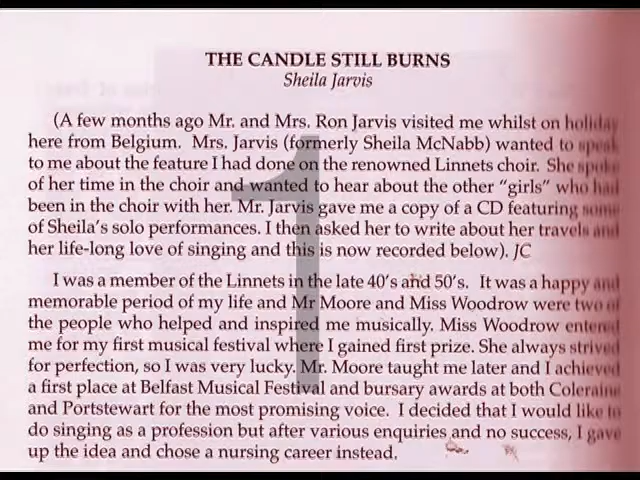 THE CANDLE STILL BURNS
Sheila Jarvis
(A few months ago Mr. and Mrs. Ron Jarvis visited me whilst on holiday
here from Belgium. Mrs. Jarvis (formerly Sheila McNabb) wanted to speak
to me about the feature I had done on the renowned Linnets choir. She spoke
of her time in the choir and wanted to hear about the other “girls” who had
been in the choir with her. Mr. Jarvis gave me a copy of a CD featuring some
of Sheila’s solo performances. I then asked her to write about her travels and
her life-long love of singing and this is now recorded below). JC
I was a member of the Linnets in the late 40’s and 50’s. It was a happy and
memorable period of my life and Mr Moore and Miss Woodrow were two of
the people who helped and inspired me musically. Miss Woodrow entered
me for my first musical festival where I gained first prize. She always strived
for perfection, so I was very lucky. Mr. Moore taught me later and I achieved
a first place at Belfast Musical Festival and bursary awards at both Coleraine
and Portstewart for the most promising voice. I decided that I would like to
do singing as a profession but after various enquiries and no success, I gave
up the idea and chose a nursing career instead.
1